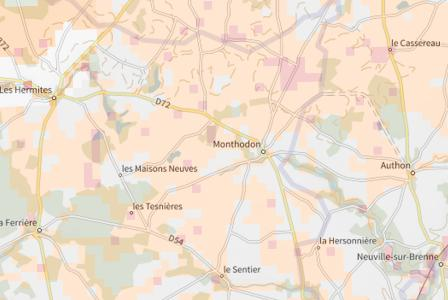 D72
le Cassereau
Les Hermites
D72
Monthodon
les Maisons Neuves
Authon
les Tesnières
a Ferrière
D54
la Hersonnière
Neuville-sur-Brenne
le Sentier